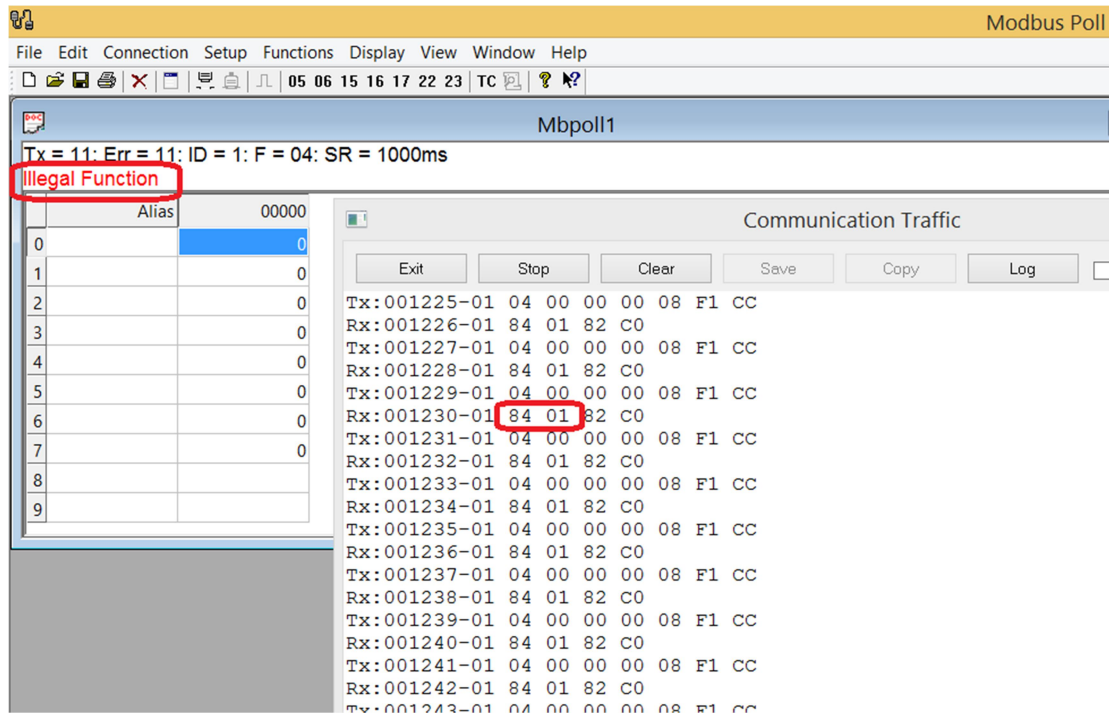 Modbus Poll
File Edit Connection Setup Functions Display View Window Help
05 06 15 16 17 22 23 TC
Mbpoll1
Tx = 11: Err = 11: ID = 1: F = 04: SR = 1000ms
Illegal Function
Alias 00000
0 0
1 0
2 0
3 0
4 0
5 0
6 0
7 0
8
9
Communication Traffic
Exit Stop Clear Save Copy Log
Tx:001225-01 04 00 00 00 08 F1 CC
Rx:001226-01 84 01 82 C0
Tx:001227-01 04 00 00 00 08 F1 CC
Rx:001228-01 84 01 82 C0
Tx:001229-01 04 00 00 00 08 F1 CC
Rx:001230-01 84 01 82 C0
Tx:001231-01 04 00 00 00 08 F1 CC
Rx:001232-01 84 01 82 C0
Tx:001233-01 04 00 00 00 08 F1 CC
Rx:001234-01 84 01 82 C0
Tx:001235-01 04 00 00 00 08 F1 CC
Rx:001236-01 84 01 82 C0
Tx:001237-01 04 00 00 00 08 F1 CC
Rx:001238-01 84 01 82 C0
Tx:001239-01 04 00 00 00 08 F1 CC
Rx:001240-01 84 01 82 C0
Tx:001241-01 04 00 00 00 08 F1 CC
Rx:001242-01 84 01 82 C0
Tx:001243-01 04 00 00 00 08 F1 CC